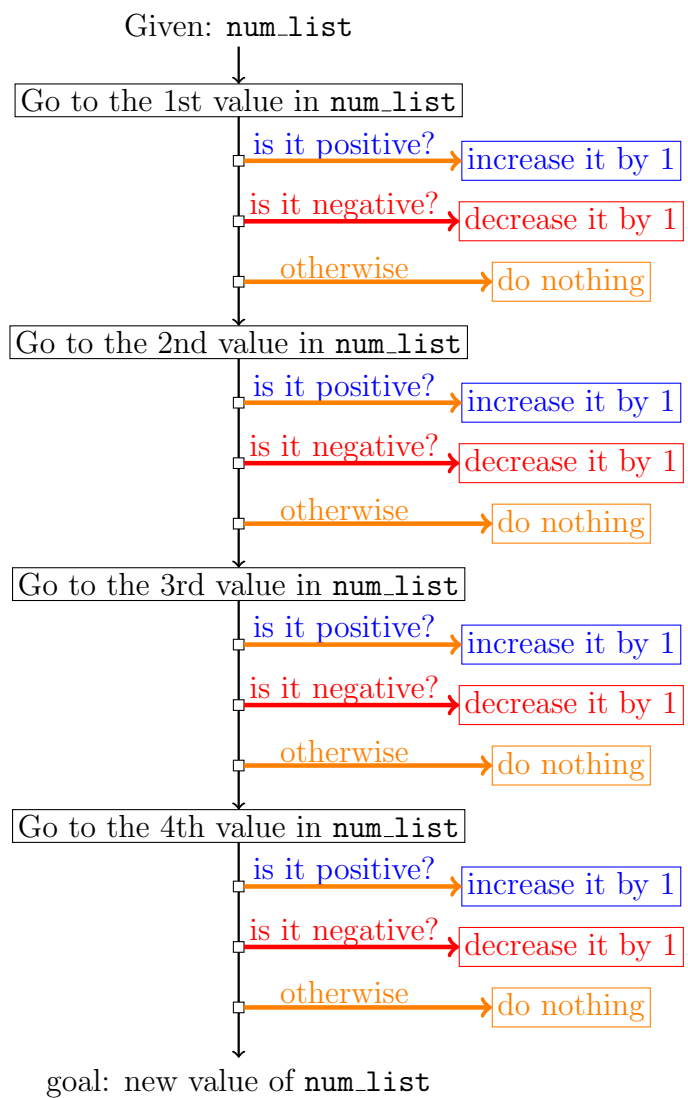 Given: num_list
Go to the 1st value in num_list
is it positive? increase it by 1
is it negative? decrease it by 1
otherwise do nothing
Go to the 2nd value in num_list
is it positive? increase it by 1
is it negative? decrease it by 1
otherwise do nothing
Go to the 3rd value in num_list
is it positive? increase it by 1
is it negative? decrease it by 1
otherwise do nothing
Go to the 4th value in num_list
is it positive? increase it by 1
is it negative? decrease it by 1
otherwise do nothing
goal: new value of num_list